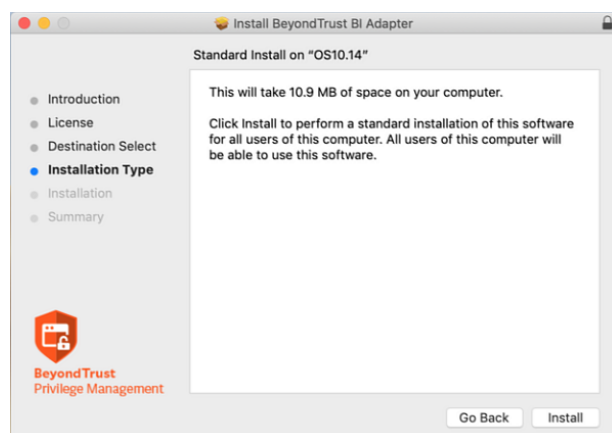 Install BeyondTrust BI Adapter
Standard Install on “OS10.14”
Introduction
License
Destination Select
Installation Type
Installation
Summary
This will take 10.9 MB of space on your computer.
Click Install to perform a standard installation of this software
for all users of this computer. All users of this computer will
be able to use this software.
BeyondTrust
Privilege Management
Go Back
Install